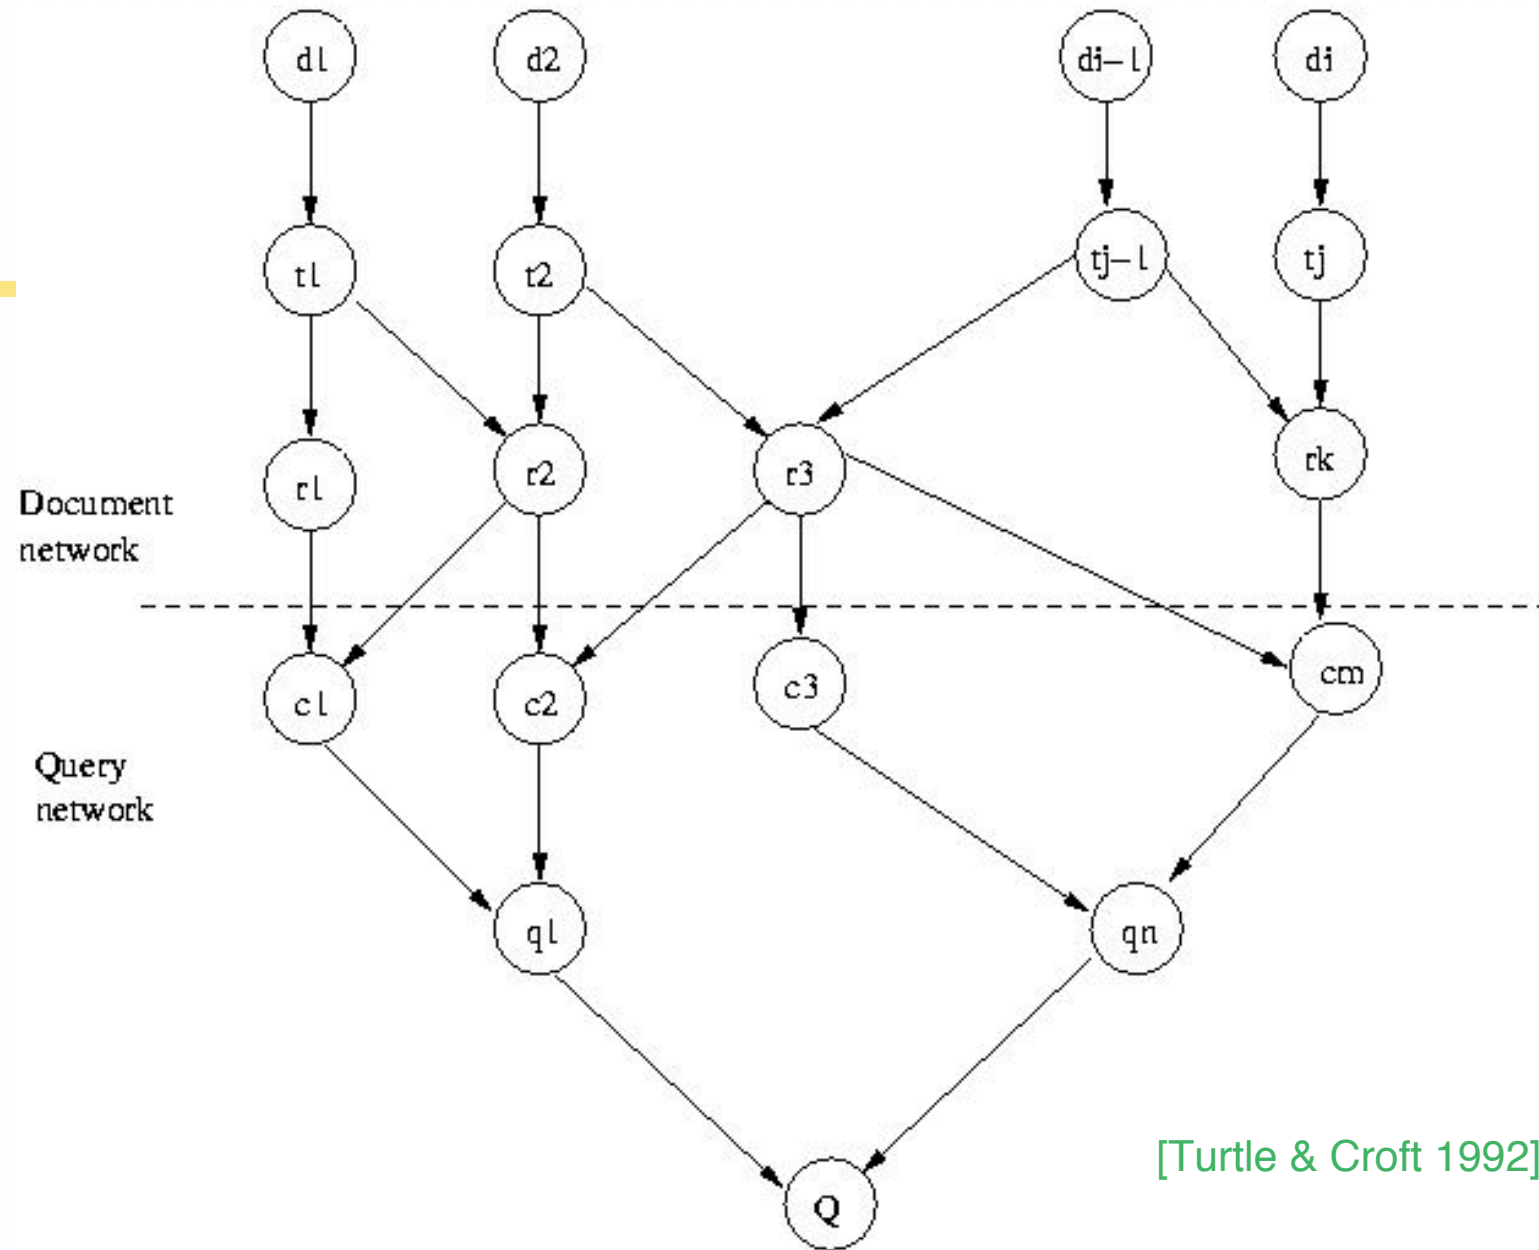 d1
d2
di-1
di
t1
t2
tj-1
tj
r1
r2
r3
rk
Document
network
c1
c2
c3
cm
Query
network
q1
qn
[Turtle & Croft 1992]
Q